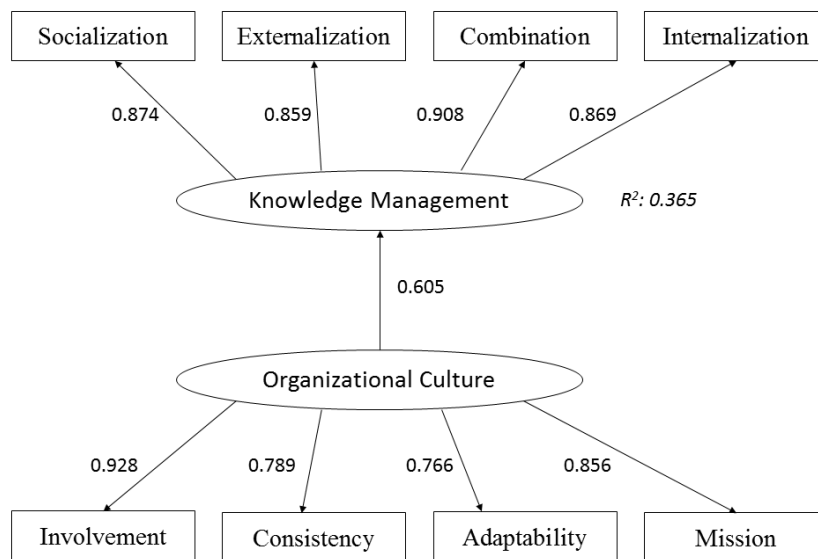 Socialization
Externalization
Combination
Internalization
0.874
0.859
0.908
0.869
Knowledge Management
R²: 0.365
0.605
Organizational Culture
0.928
0.789
0.766
0.856
Involvement
Consistency
Adaptability
Mission